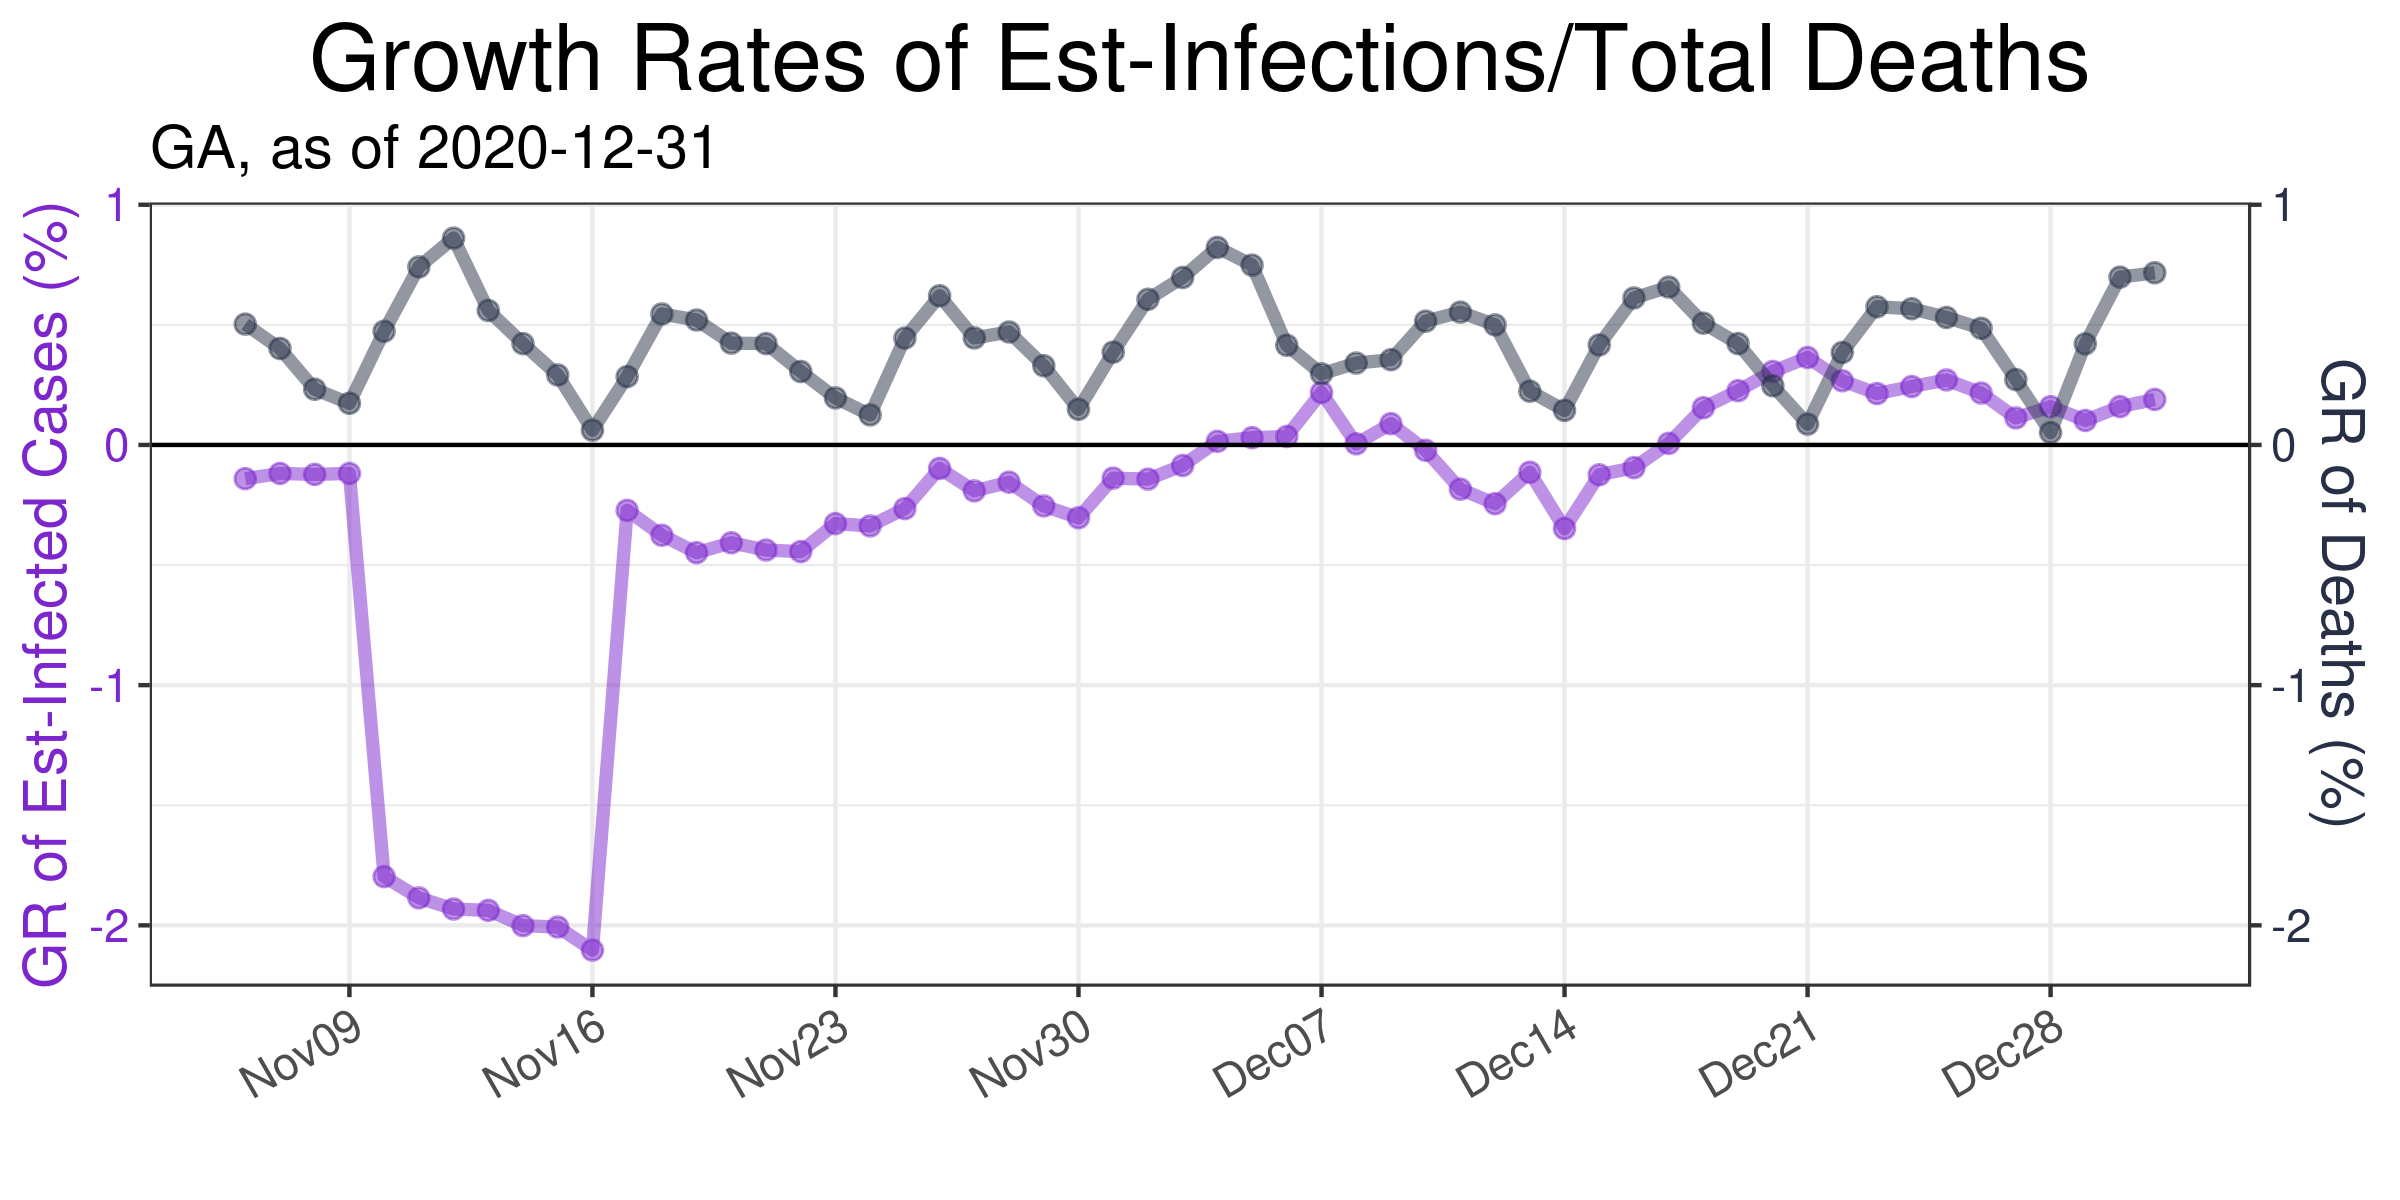 Growth Rates of Est-Infections/Total Deaths
GA, as of 2020-12-31
GR of Est-Infected Cases (%)
1
0
-1
-2
1
0
-1
-2
GR of Deaths (%)
Nov09
Nov16
Nov23
Nov30
Dec07
Dec14
Dec21
Dec28